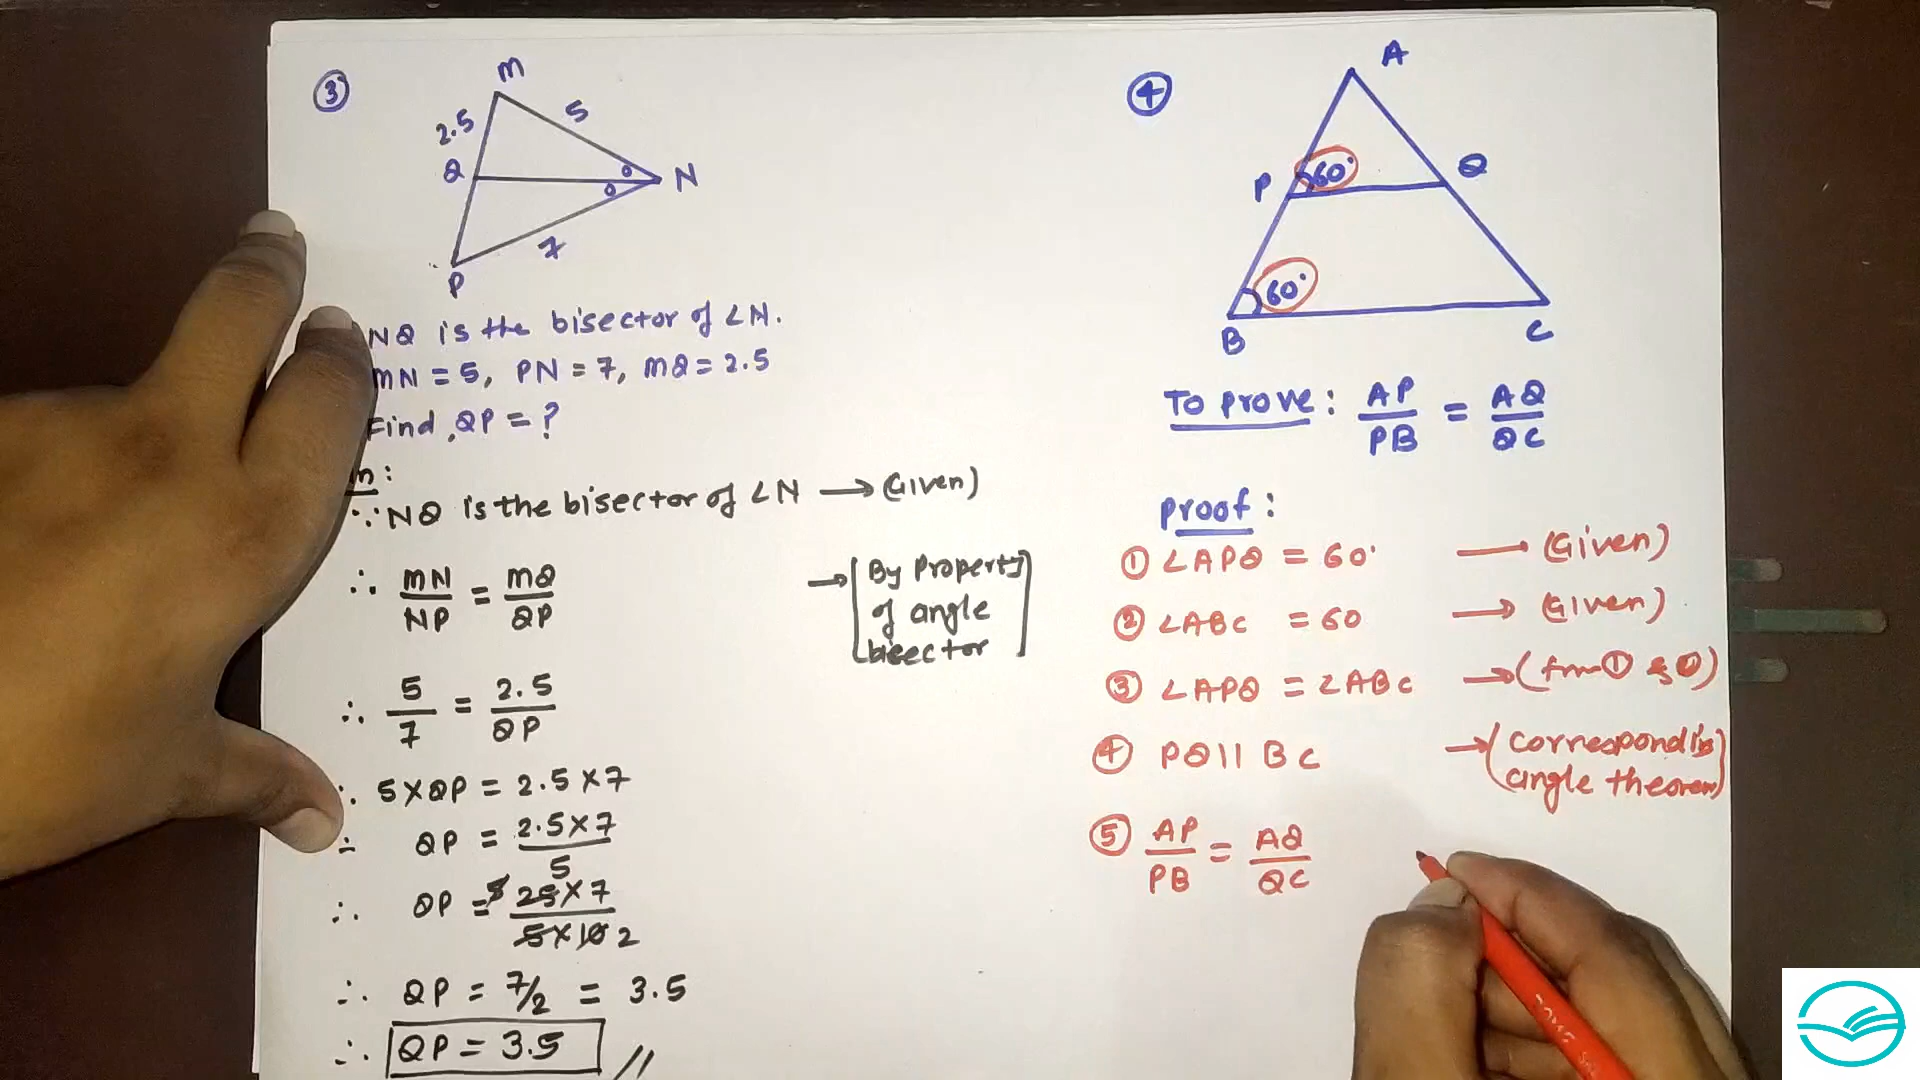 ③
M
2.5
5
Q
N
7
P
NQ is the bisector of ∠N.
MN = 5, PN = 7, MQ = 2.5
Find, QP = ?
∵ NQ is the bisector of ∠N → (Given)
∴ MN/NP = MQ/QP → [By Property of angle bisector]
∴ 5/7 = 2.5/QP
∴ 5 × QP = 2.5 × 7
∴ QP = 2.5 × 7 / 5
∴ QP = 5 25 × 7 / 5 × 10 2
∴ QP = 7/2 = 3.5
∴ QP = 3.5 //
④
A
P
60°
Q
60°
B
C
To prove : AP/PB = AQ/QC
Proof :
① ∠APQ = 60° → (Given)
② ∠ABC = 60 → (Given)
③ ∠APQ = ∠ABC →
④ PQ || BC → (corresponding angle theorem)
⑤ AP/PB = AQ/QC